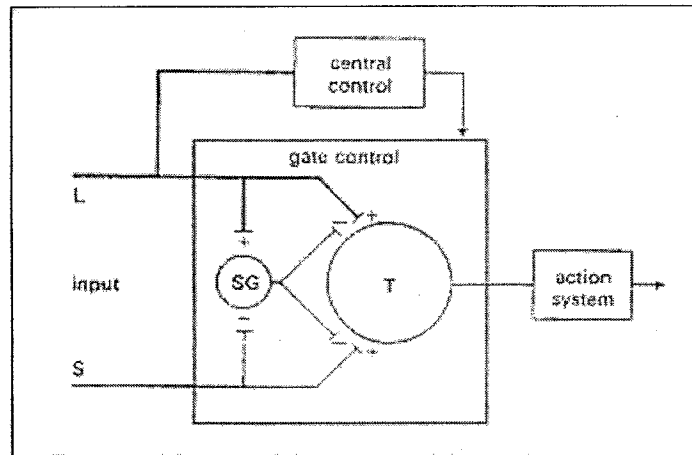 central
control
gate control
L
+
+
input
SG
T
action
system
−
−
−
+
S